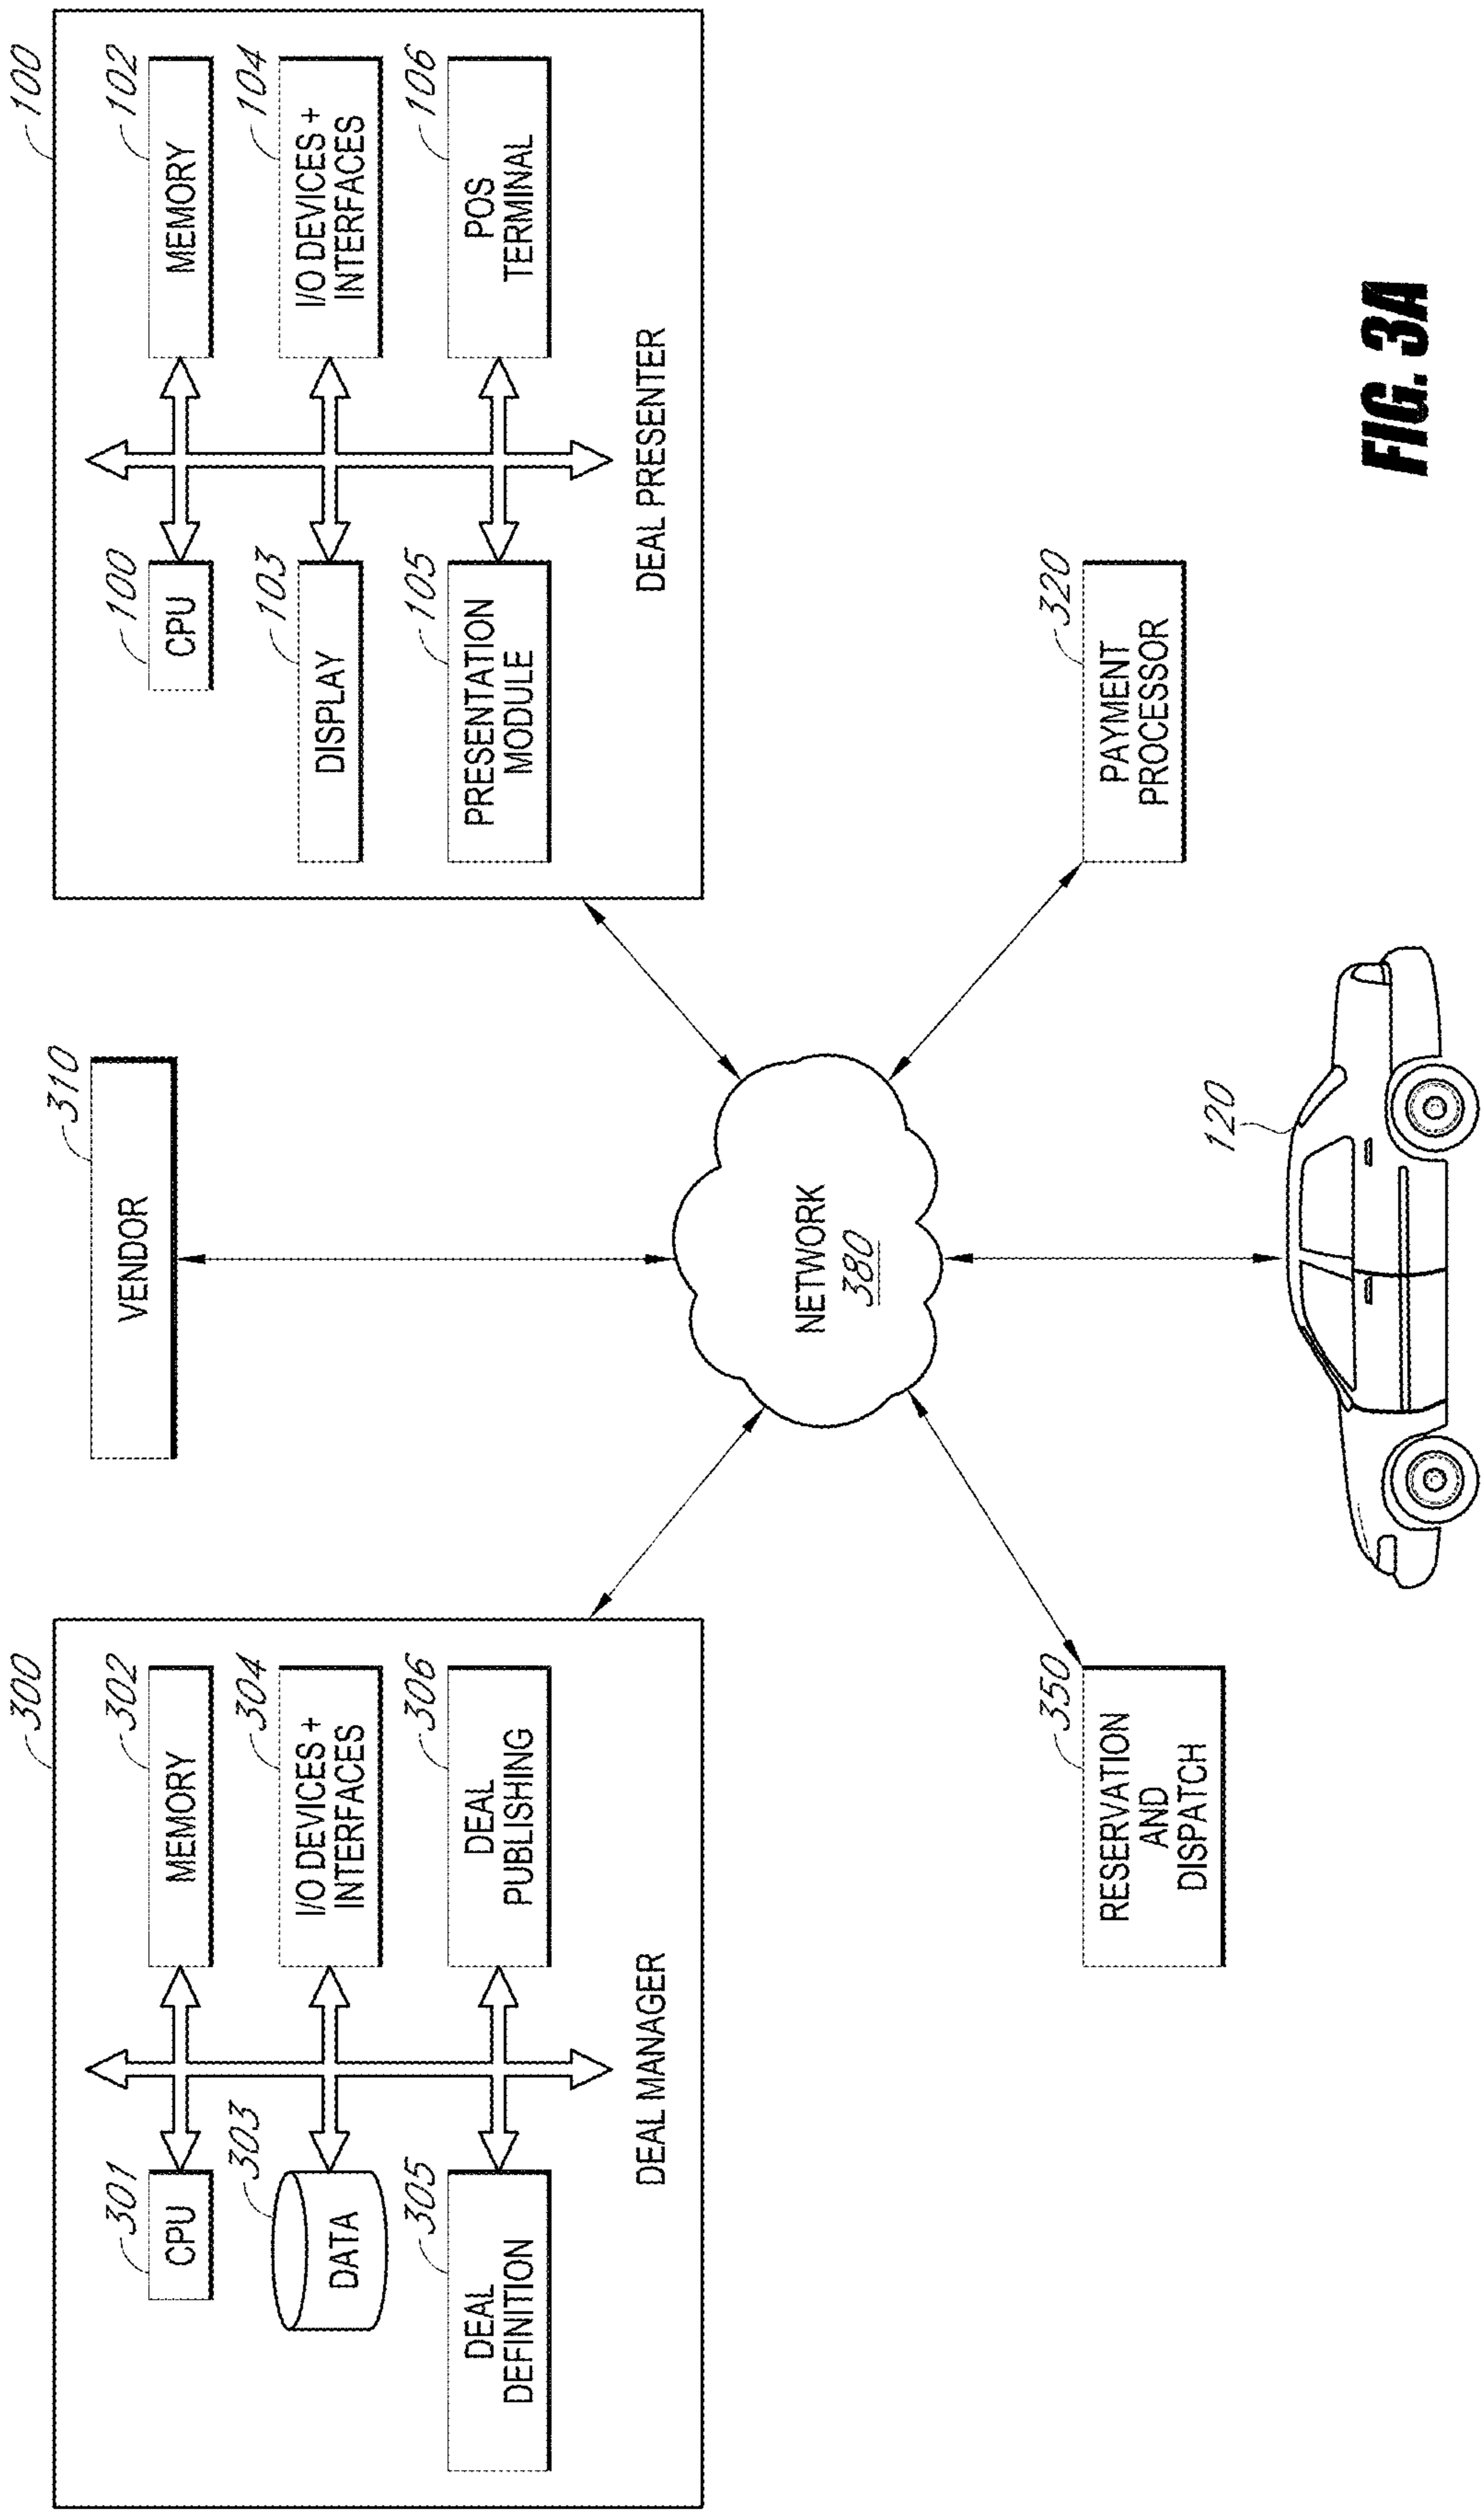 300
301
CPU
302
MEMORY
303
DATA
304
I/O DEVICES +
INTERFACES
305
DEAL
DEFINITION
306
DEAL
PUBLISHING
DEAL MANAGER
310
VENDOR
100
100
CPU
102
MEMORY
103
DISPLAY
104
I/O DEVICES +
INTERFACES
105
PRESENTATION
MODULE
106
POS
TERMINAL
DEAL PRESENTER
NETWORK
380
350
RESERVATION
AND
DISPATCH
120
320
PAYMENT
PROCESSOR
FIG. 3A